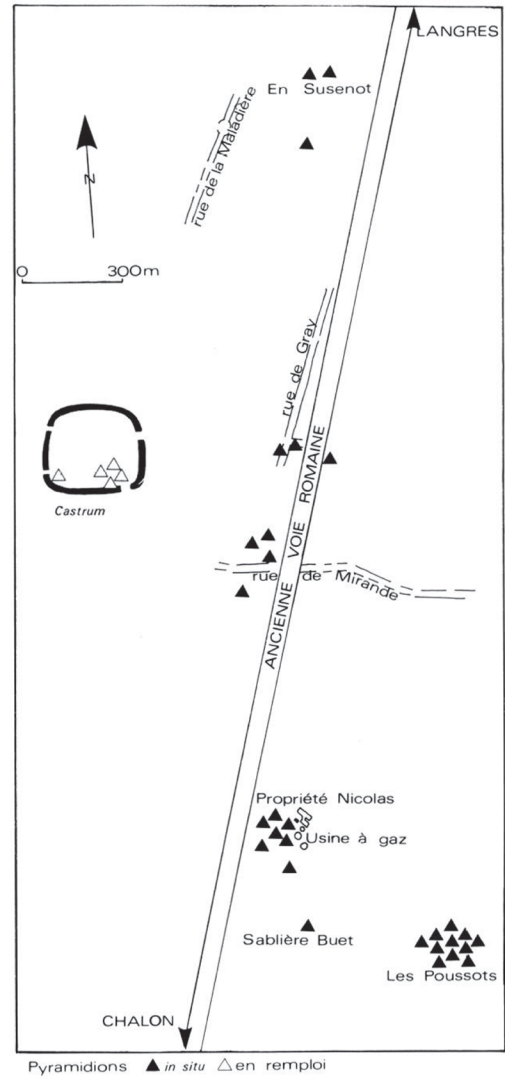 LANGRES
En Susenot
rue de la Maladière
N
0 300m
rue de Gray
ANCIENNE VOIE ROMAINE
Castrum
rue de Mirande
Propriété Nicolas
Usine à gaz
Sablière Buet
Les Poussots
CHALON
Pyramidions in situ en remploi